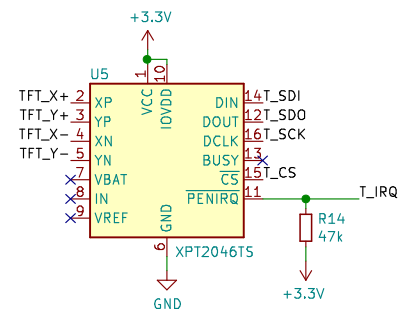 +3.3V
U5
1
10
VCC
IOVDD
TFT_X+ 2 XP
TFT_Y+ 3 YP
TFT_X- 4 XN
TFT_Y- 5 YN
7 VBAT
8 IN
9 VREF
DIN 14 T_SDI
DOUT 12 T_SDO
DCLK 16 T_SCK
BUSY 13
CS 15 T_CS
PENIRQ 11 T_IRQ
GND
6
XPT2046TS
GND
R14
47k
+3.3V